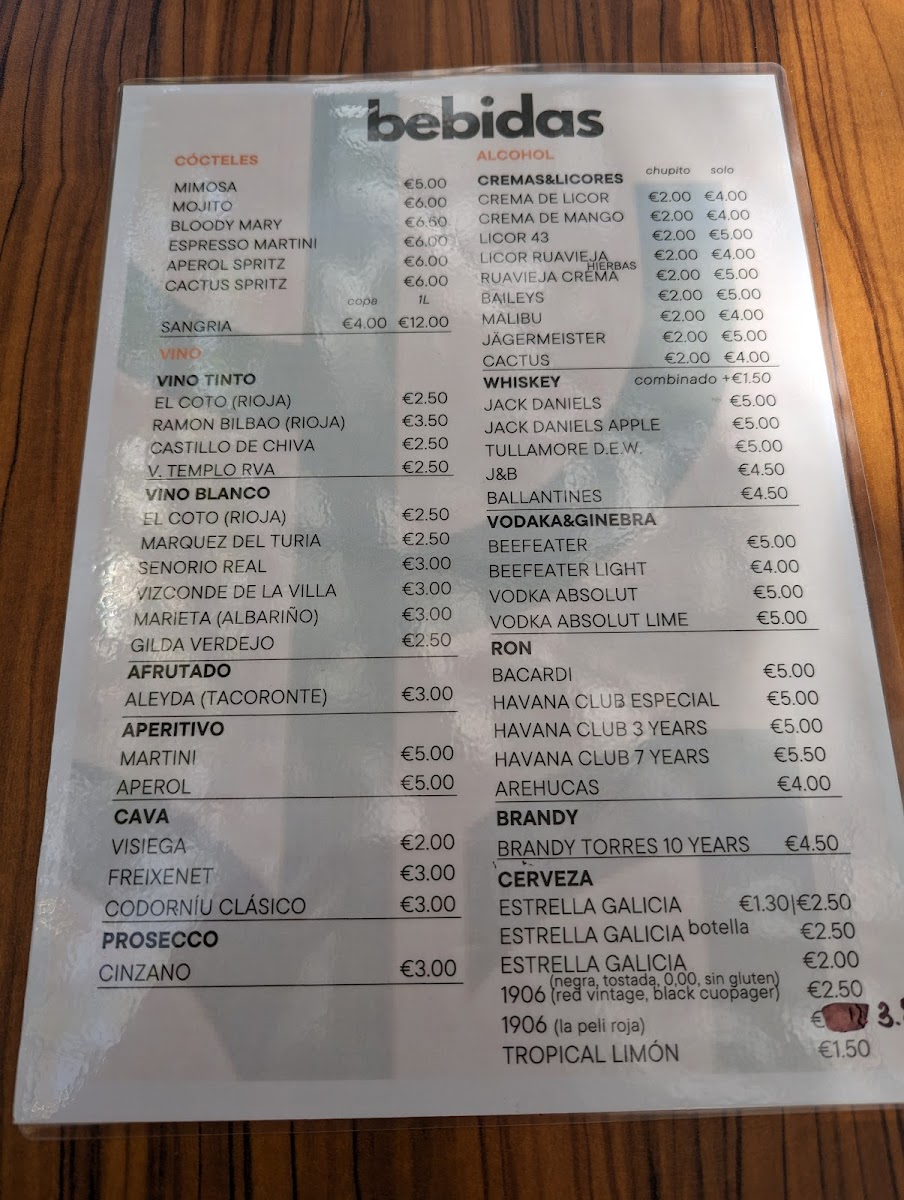 bebidas
CÓCTELES
MIMOSA €5.00
MOJITO €6.00
BLOODY MARY €6.50
ESPRESSO MARTINI €6.00
APEROL SPRITZ €6.00
CACTUS SPRITZ €6.00
copa 1L
SANGRIA €4.00 €12.00
VINO
VINO TINTO
EL COTO (RIOJA) €2.50
RAMON BILBAO (RIOJA) €3.50
CASTILLO DE CHIVA €2.50
V. TEMPLO RVA €2.50
VINO BLANCO
EL COTO (RIOJA) €2.50
MARQUEZ DEL TURIA €2.50
SENORIO REAL €3.00
VIZCONDE DE LA VILLA €3.00
MARIETA (ALBARIÑO) €3.00
GILDA VERDEJO €2.50
AFRUTADO
ALEYDA (TACORONTE) €3.00
APERITIVO
MARTINI €5.00
APEROL €5.00
CAVA
VISIEGA €2.00
FREIXENET €3.00
CODORNÍU CLÁSICO €3.00
PROSECCO
CINZANO €3.00
ALCOHOL
chupito solo
CREMAS&LICORES
CREMA DE LICOR €2.00 €4.00
CREMA DE MANGO €2.00 €4.00
LICOR 43 €2.00 €5.00
LICOR RUAVIEJA HIERBAS €2.00 €4.00
RUAVIEJA CREMA €2.00 €5.00
BAILEYS €2.00 €5.00
MALIBU €2.00 €4.00
JÄGERMEISTER €2.00 €5.00
CACTUS €2.00 €4.00
WHISKEY combinado +€1.50
JACK DANIELS €5.00
JACK DANIELS APPLE €5.00
TULLAMORE D.E.W. €5.00
J&B €4.50
BALLANTINES €4.50
VODAKA&GINEBRA
BEEFEATER €5.00
BEEFEATER LIGHT €4.00
VODKA ABSOLUT €5.00
VODKA ABSOLUT LIME €5.00
RON
BACARDI €5.00
HAVANA CLUB ESPECIAL €5.00
HAVANA CLUB 3 YEARS €5.00
HAVANA CLUB 7 YEARS €5.50
AREHUCAS €4.00
BRANDY
BRANDY TORRES 10 YEARS €4.50
CERVEZA
ESTRELLA GALICIA €1.30|€2.50
ESTRELLA GALICIA botella €2.50
ESTRELLA GALICIA €2.00
(negra, tostada, 0,00, sin gluten)
1906 (red vintage, black cuopager) €2.50
1906 (la peli roja) €
TROPICAL LIMÓN €1.50